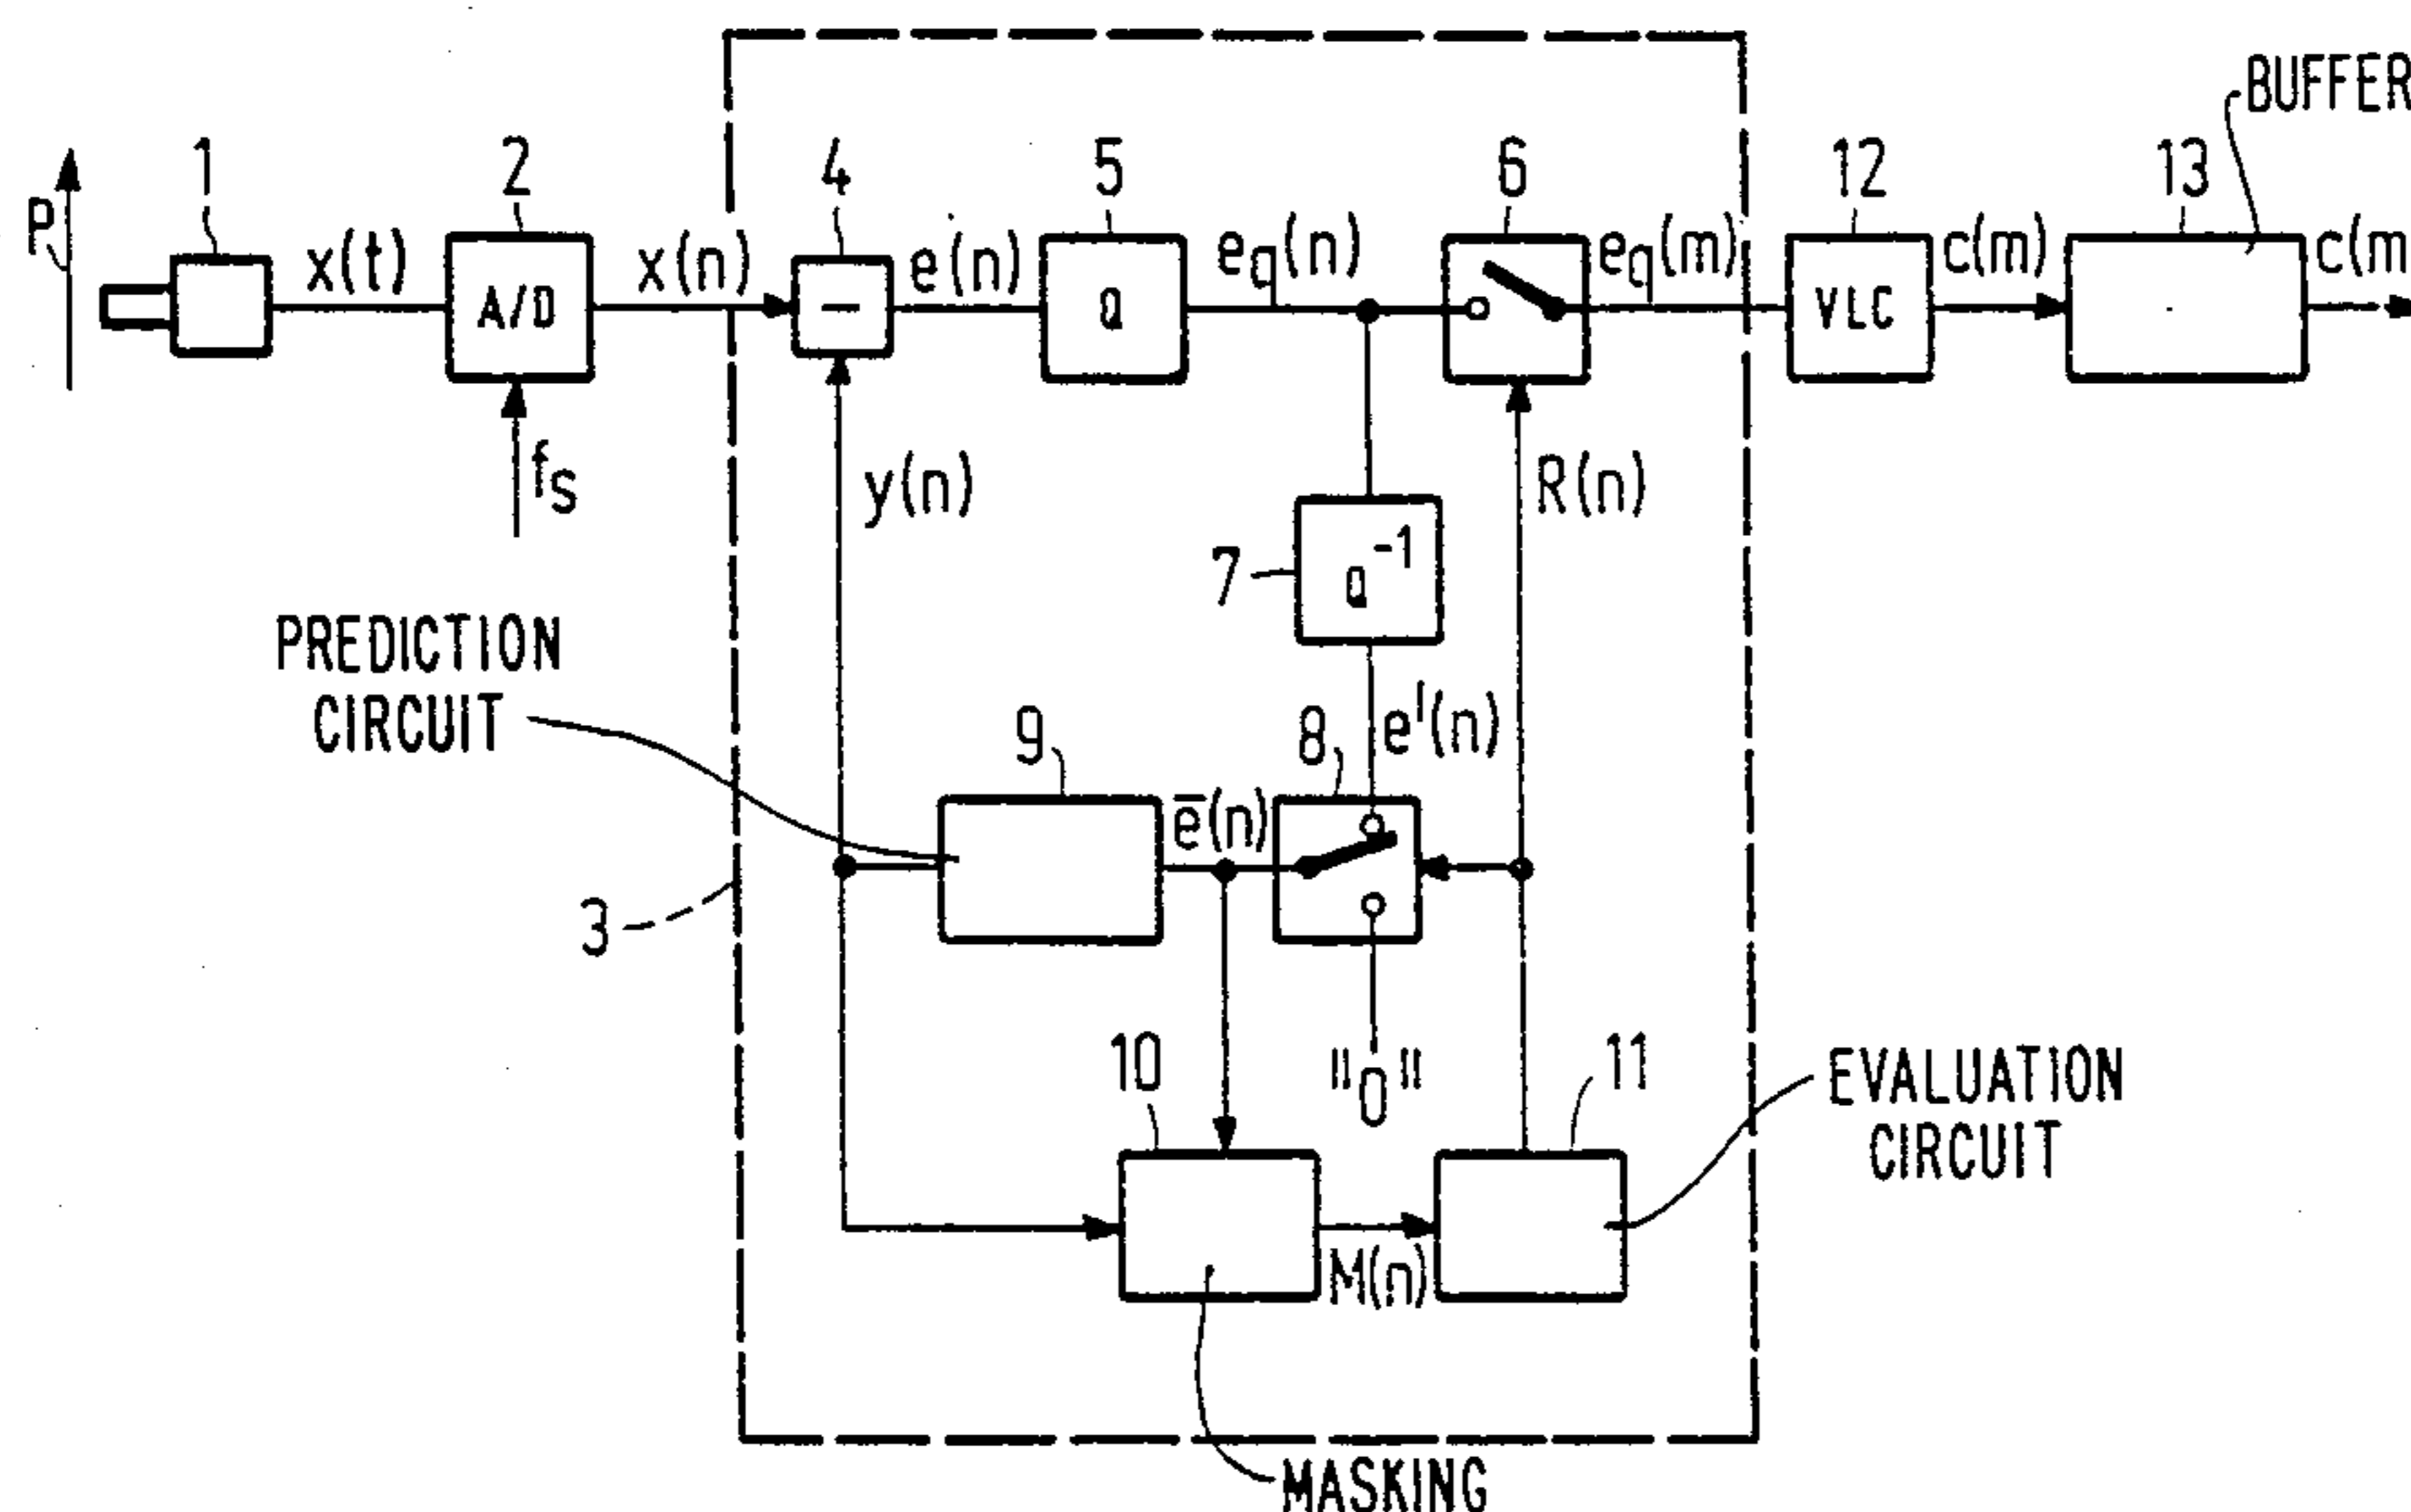 BUFFER
1
2
4
5
6
12
13
P
x(t)
A/D
x(n)
−
e(n)
Q
eq(n)
eq(m)
VLC
c(m)
c(m
fs
y(n)
R(n)
7
Q⁻¹
PREDICTION
CIRCUIT
e'(n)
9
8
ē(n)
3
10
"0"
11
EVALUATION
CIRCUIT
M(n)
MASKING